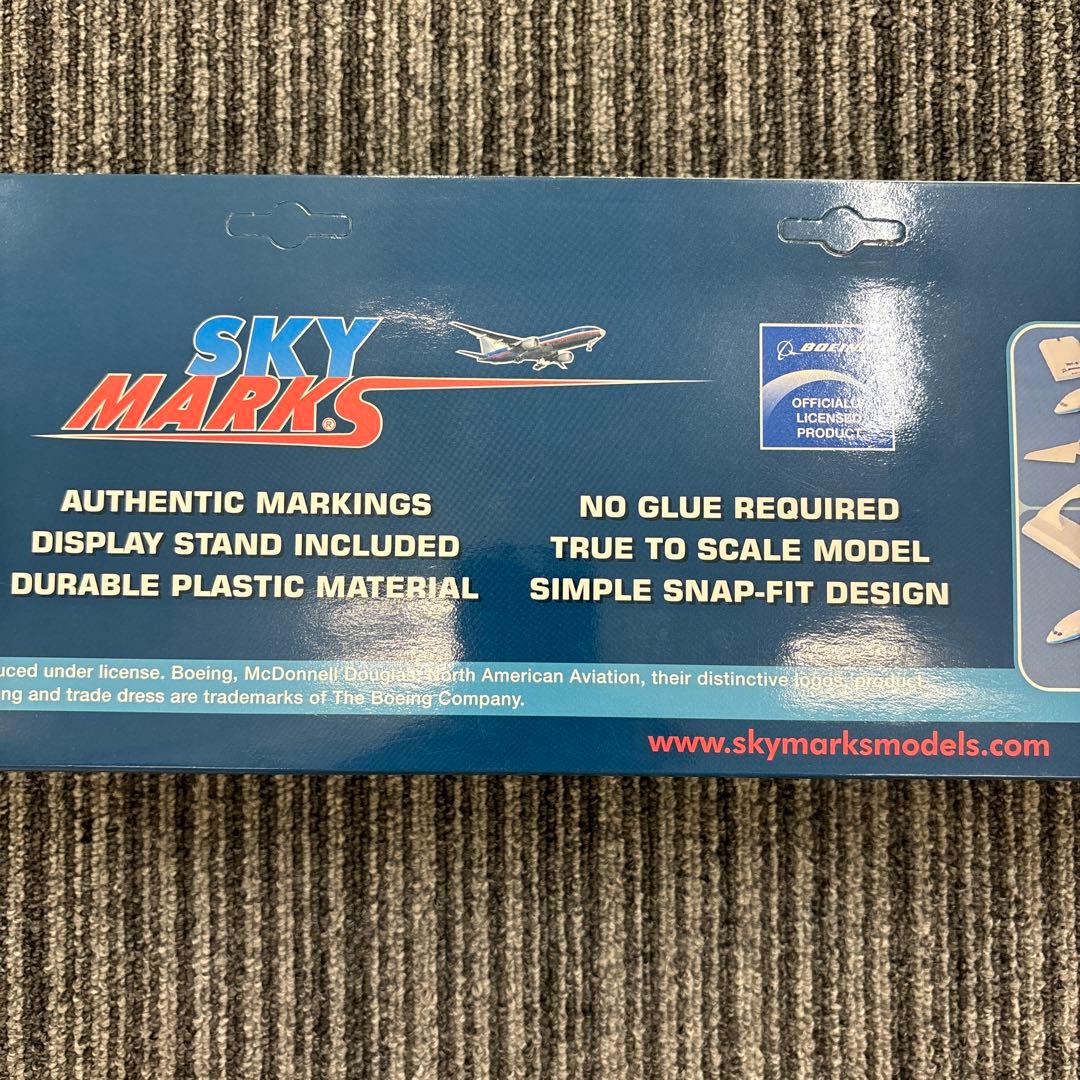 SKY
MARKS®
BOEING
OFFICIALLY
LICENSED
PRODUCT
AUTHENTIC MARKINGS
DISPLAY STAND INCLUDED
DURABLE PLASTIC MATERIAL
NO GLUE REQUIRED
TRUE TO SCALE MODEL
SIMPLE SNAP-FIT DESIGN
uced under license. Boeing, McDonnell Douglas, North American Aviation, their distinctive logos, product
ng and trade dress are trademarks of The Boeing Company.
www.skymarksmodels.com